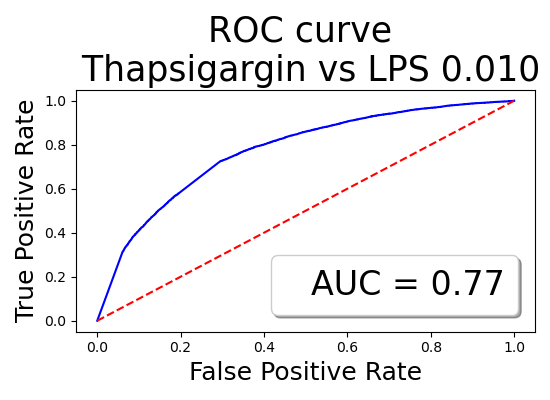 ROC curve
Thapsigargin vs LPS 0.010
True Positive Rate
1.0
0.8
0.6
0.4
0.2
0.0
AUC = 0.77
0.0 0.2 0.4 0.6 0.8 1.0
False Positive Rate